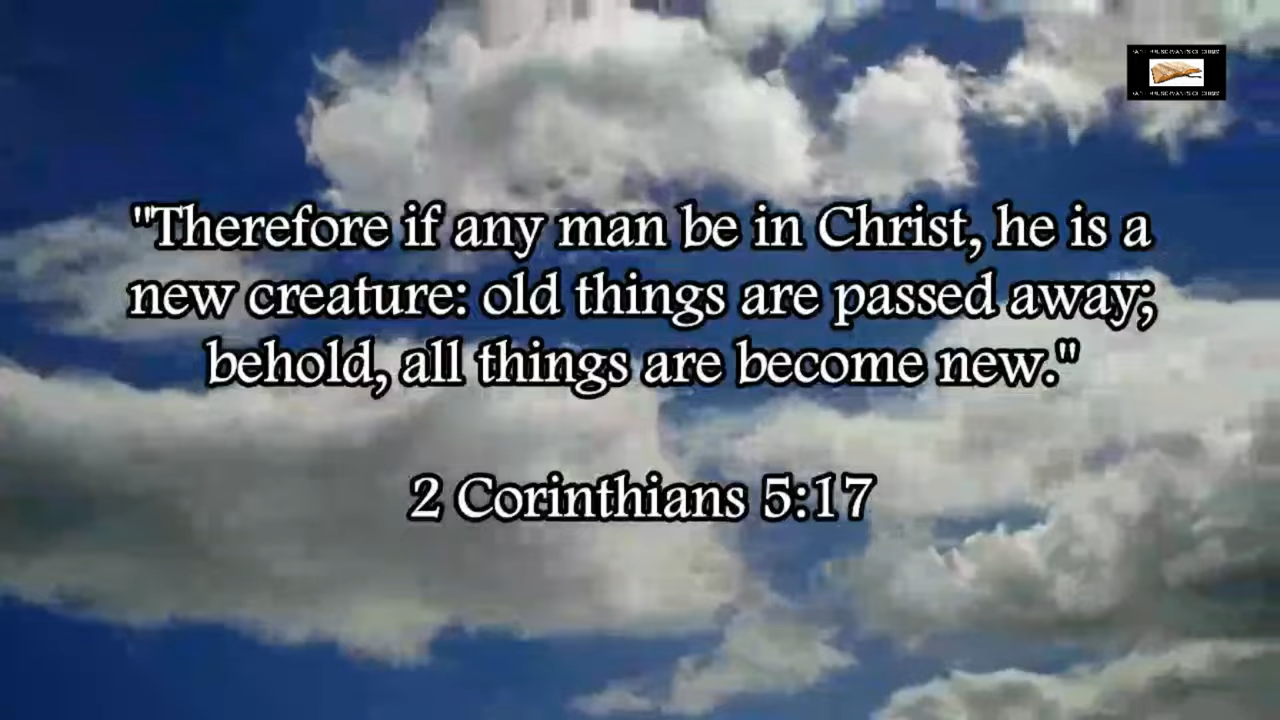 "Therefore if any man be in Christ, he is a
new creature: old things are passed away;
behold, all things are become new."
2 Corinthians 5:17